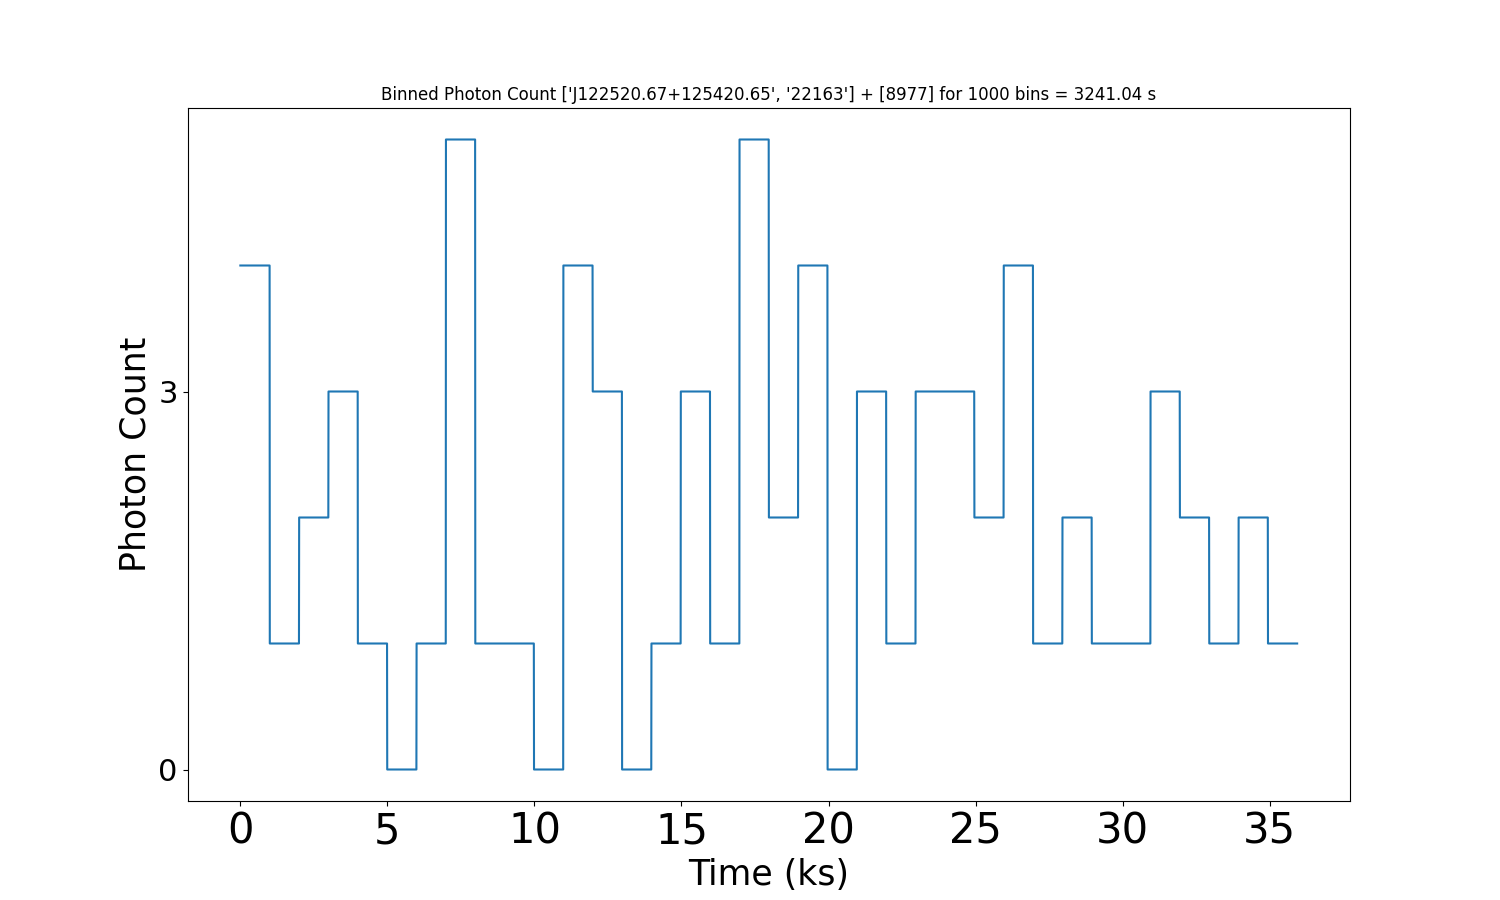 Binned Photon Count ['J122520.67+125420.65', '22163'] + [8977] for 1000 bins = 3241.04 s
Photon Count
3
0
0 5 10 15 20 25 30 35
Time (ks)